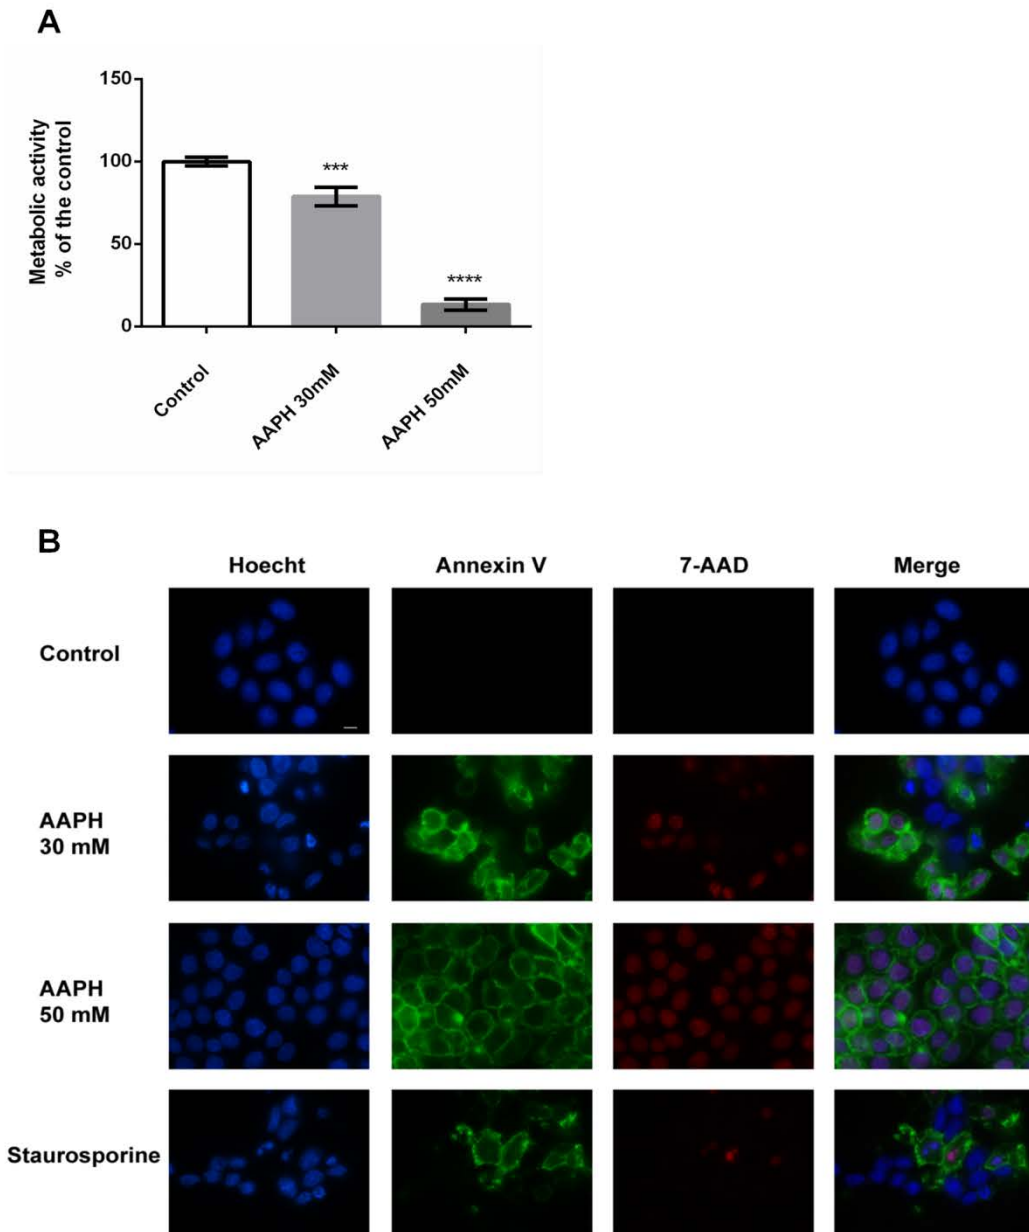 A
Metabolic activity
% of the control
150
100
50
0
***
****
Control
AAPH 30mM
AAPH 50mM
B
Hoecht
Annexin V
7-AAD
Merge
Control
AAPH
30 mM
AAPH
50 mM
Staurosporine